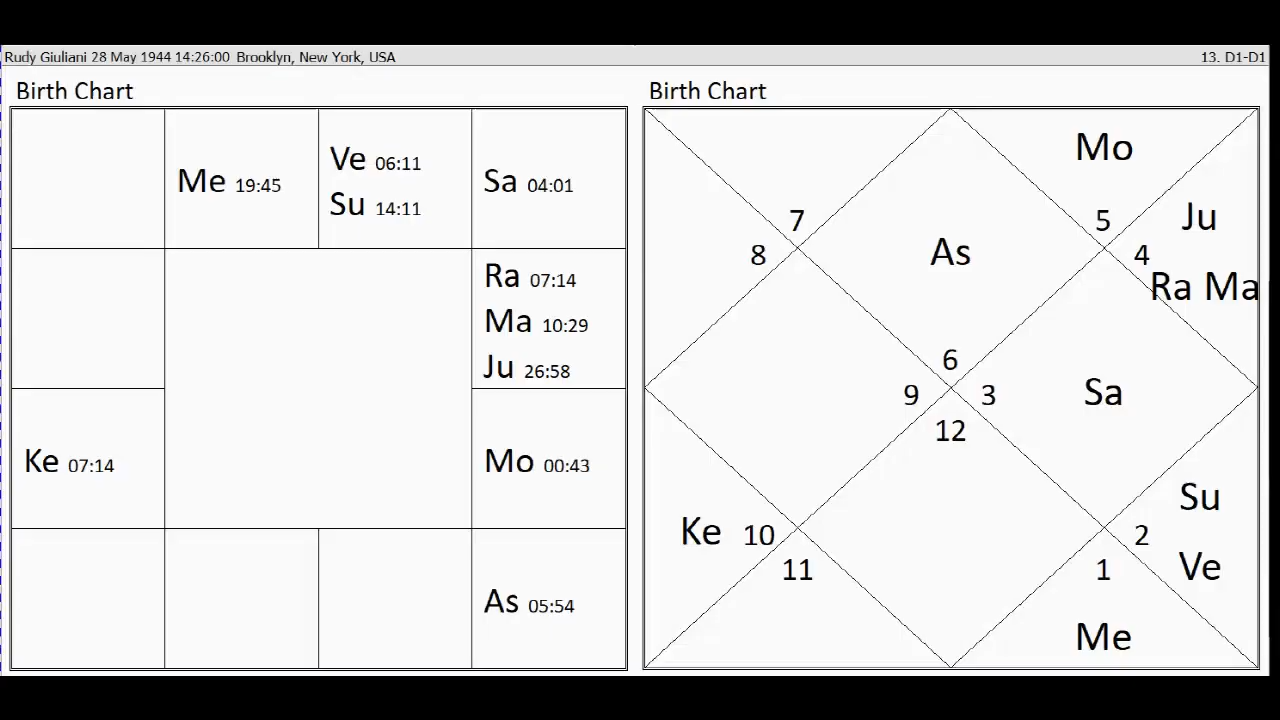 Rudy Giuliani 28 May 1944 14:26:00 Brooklyn, New York, USA
13. D1-D1
Birth Chart
Me 19:45
Ve 06:11
Su 14:11
Sa 04:01
Ra 07:14
Ma 10:29
Ju 26:58
Ke 07:14
Mo 00:43
As 05:54
Birth Chart
Mo
7
5
Ju
8
As
4
Ra Ma
6
9
3
Sa
12
Su
Ke 10
2
11
1
Ve
Me